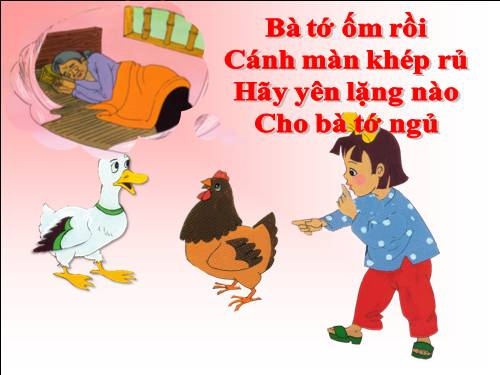 Bà tớ ốm rồi
Cánh màn khép rủ
Hãy yên lặng nào
Cho bà tớ ngủ